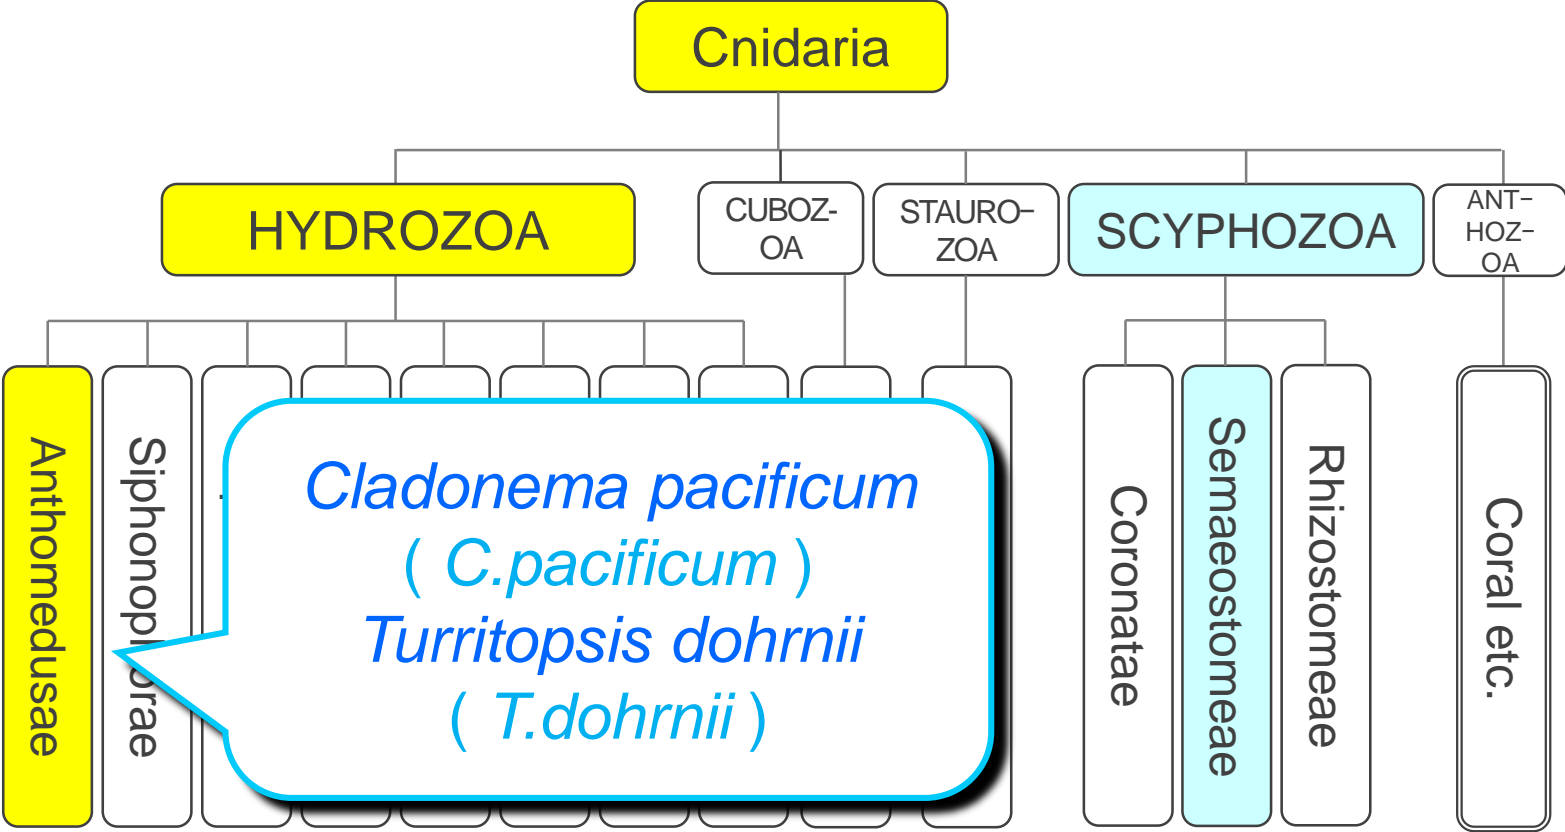 Cnidaria
HYDROZOA
CUBOZ-
OA
STAURO-
ZOA
SCYPHOZOA
ANT-
HOZ-
OA
Anthomedusae
Cladonema pacificum
( C.pacificum )
Turritopsis dohrnii
( T.dohrnii )
Coronatae
Semaeostomeae
Rhizostomeae
Coral etc.